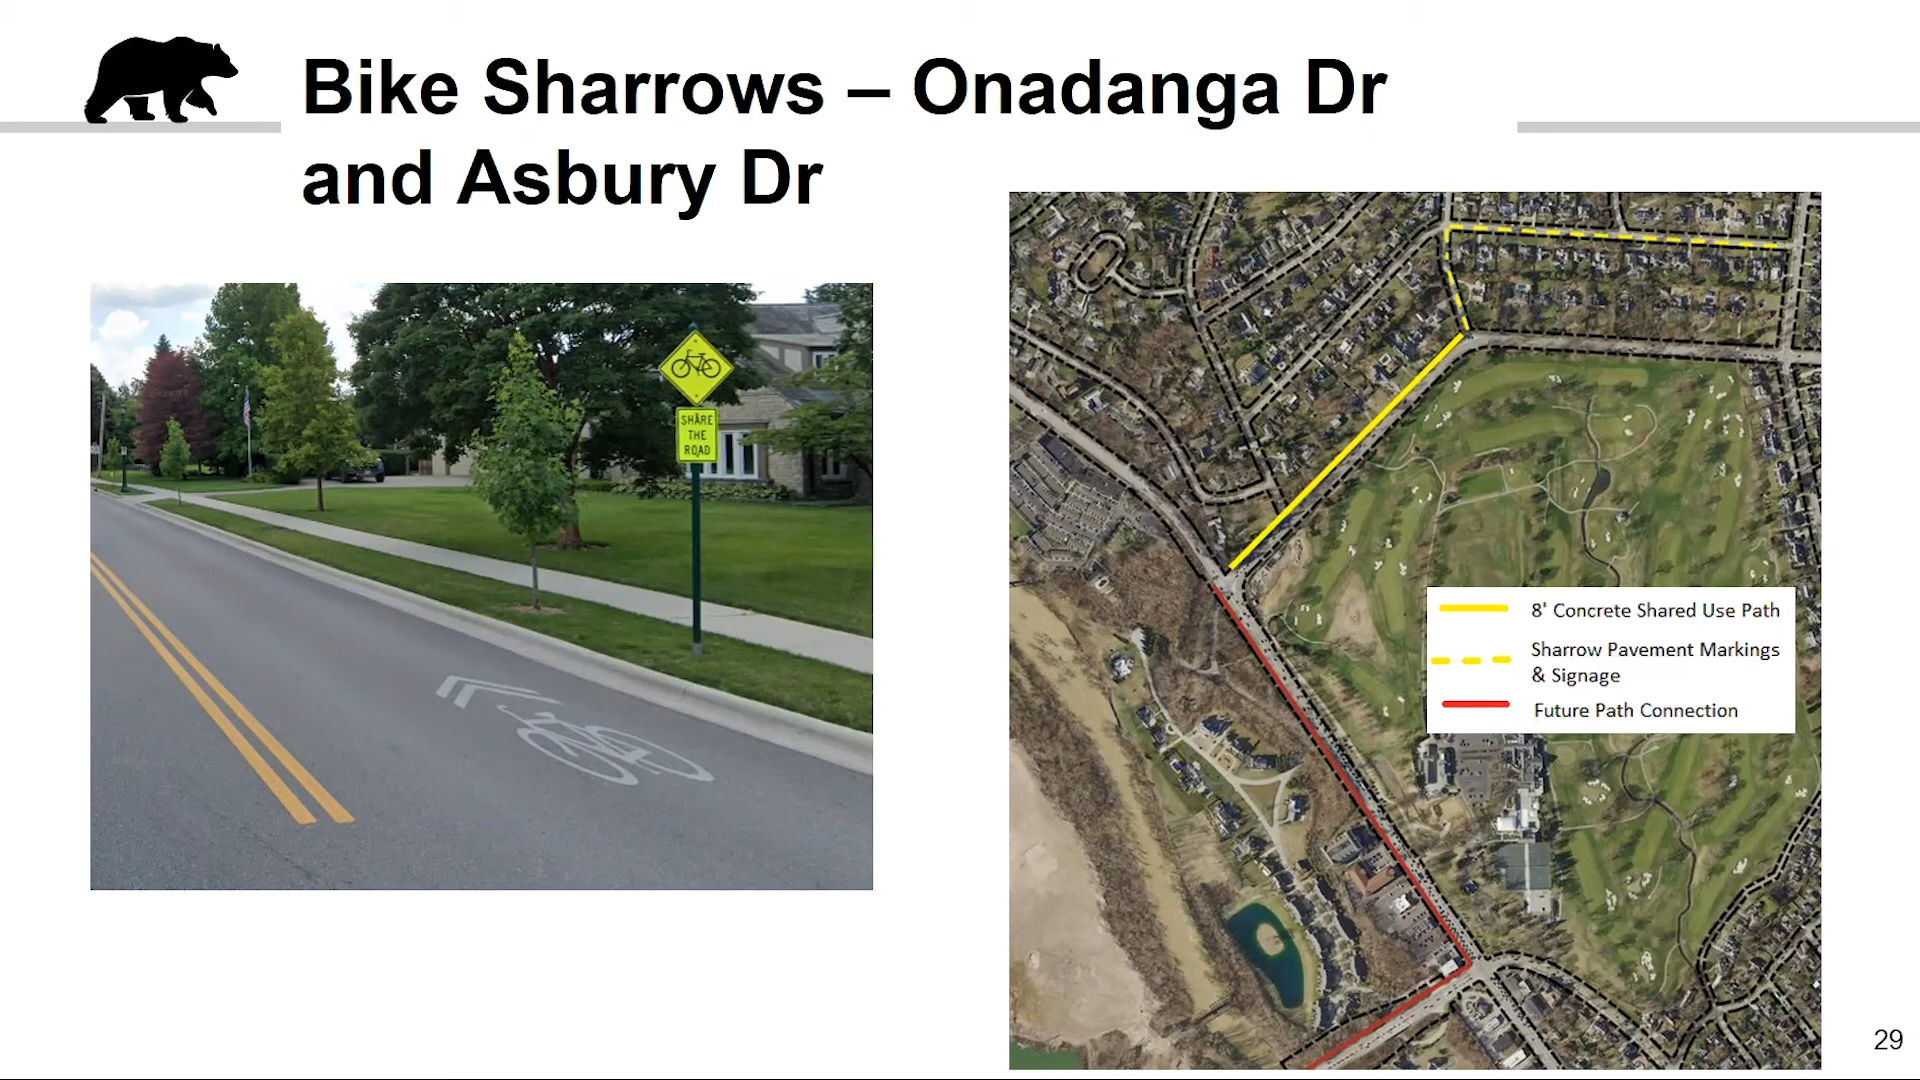 Bike Sharrows – Onadanga Dr
and Asbury Dr
SHARE
THE
ROAD
8' Concrete Shared Use Path
Sharrow Pavement Markings
& Signage
Future Path Connection
29